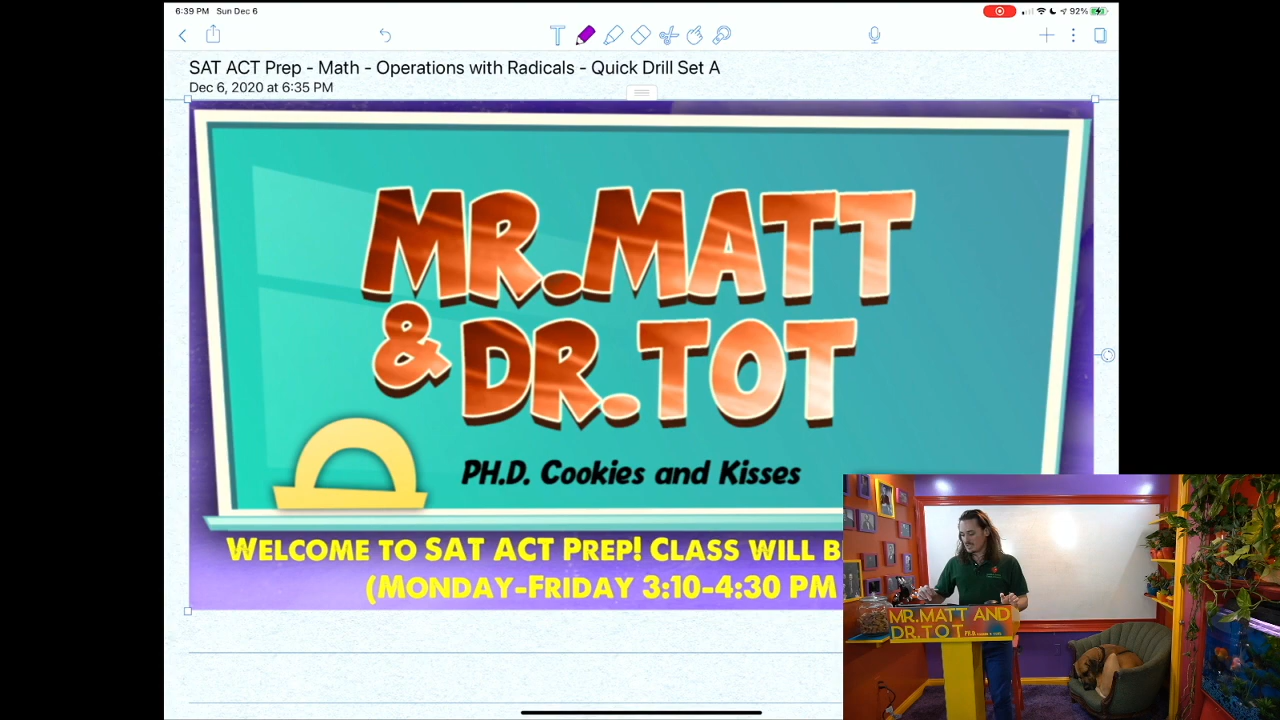 6:39 PM Sun Dec 6
92%
SAT ACT Prep - Math - Operations with Radicals - Quick Drill Set A
Dec 6, 2020 at 6:35 PM
MR.MATT
& DR.TOT
PH.D. Cookies and Kisses
WELCOME TO SAT ACT PREP! CLASS WILL B
(MONDAY-FRIDAY 3:10-4:30 PM
MR.MATT AND
DR.TOT PH.D.